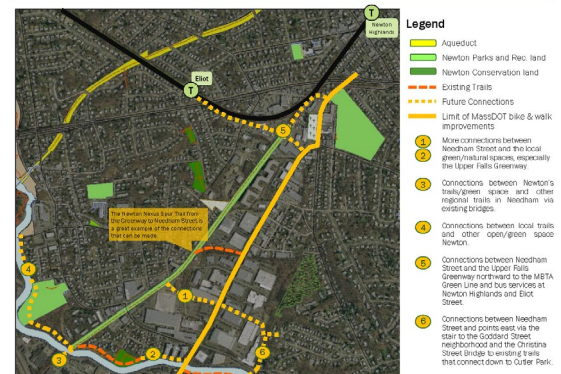 T
Newton
Highlands
Eliot
T
5
The Newton Nexus Spur Trail from
the Greenway to Needham Street is
a great example of the connections
that can be made.
4
1
3
2
6
Legend
Aqueduct
Newton Parks and Rec. land
Newton Conservation land
Existing Trails
Future Connections
Limit of MassDOT bike & walk
improvements
1
2
More connections between
Needham Street and the local
green/natural spaces, especially
the Upper Falls Greenway.
3
Connections between Newton's
trails/green space and other
regional trails in Needham via
existing bridges.
4
Connections between local trails
and other open/green space
Newton.
5
Connections between Needham
Street and the Upper Falls
Greenway northward to the MBTA
Green Line and bus services at
Newton Highlands and Eliot
Street.
6
Connections between Needham
Street and points east via the
stair to the Goddard Street
neighborhood and the Christina
Street Bridge to existing trails
that connect down to Cutler Park.